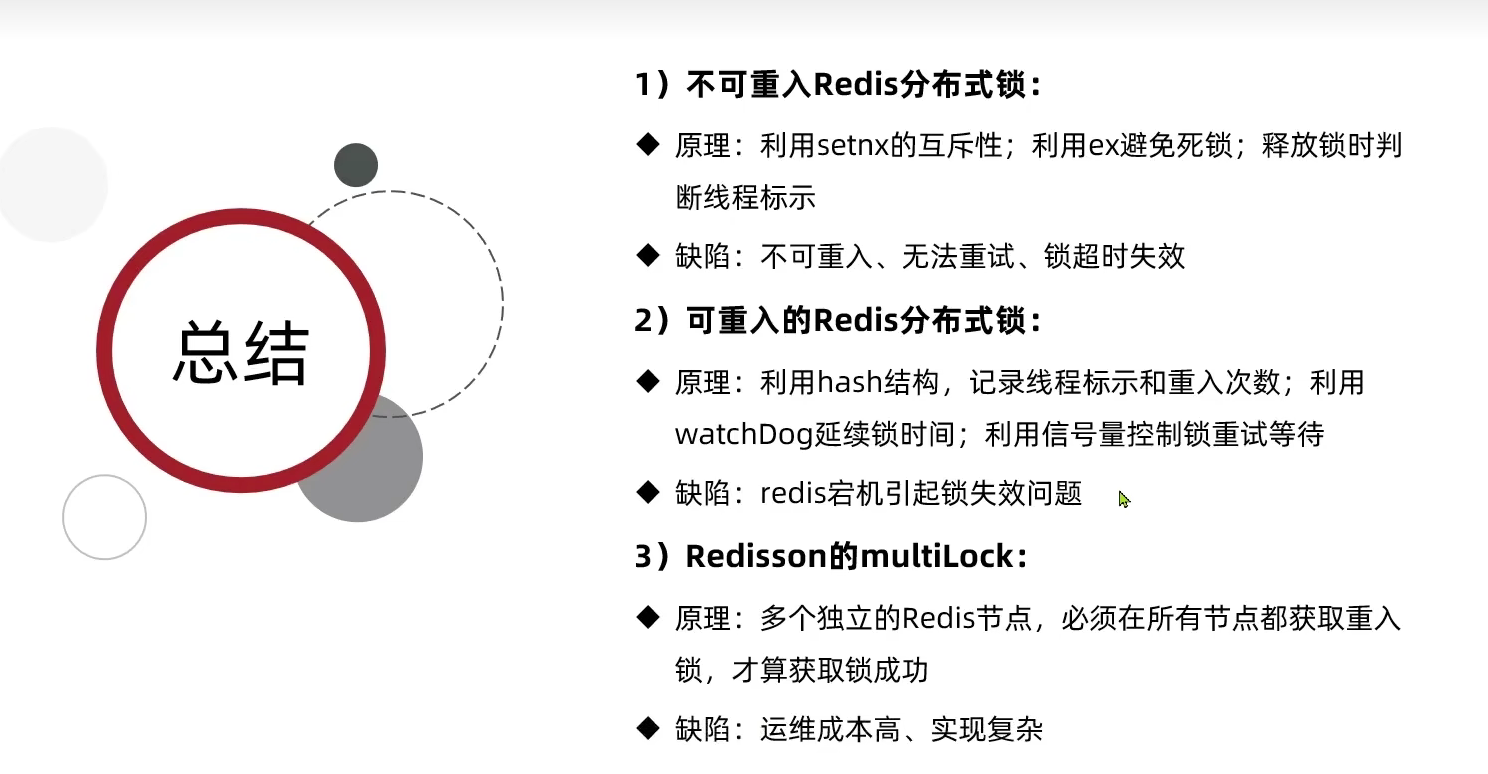 总结
1）不可重入Redis分布式锁：
◆ 原理：利用setnx的互斥性；利用ex避免死锁；释放锁时判
断线程标示
◆ 缺陷：不可重入、无法重试、锁超时失效
2）可重入的Redis分布式锁：
◆ 原理：利用hash结构，记录线程标示和重入次数；利用
watchDog延续锁时间；利用信号量控制锁重试等待
◆ 缺陷：redis宕机引起锁失效问题
3）Redisson的multiLock：
◆ 原理：多个独立的Redis节点，必须在所有节点都获取重入
锁，才算获取锁成功
◆ 缺陷：运维成本高、实现复杂